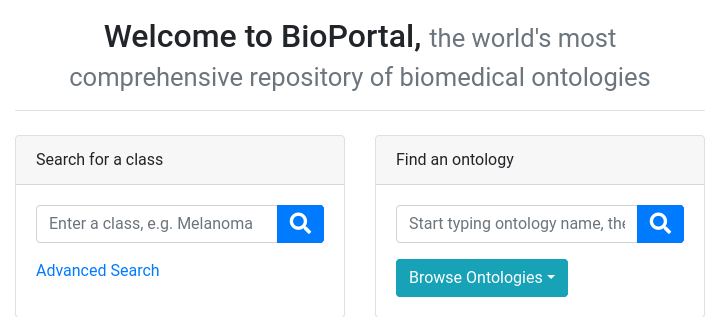 Welcome to BioPortal, the world's most
comprehensive repository of biomedical ontologies
Search for a class
Enter a class, e.g. Melanoma
Advanced Search
Find an ontology
Start typing ontology name, the
Browse Ontologies